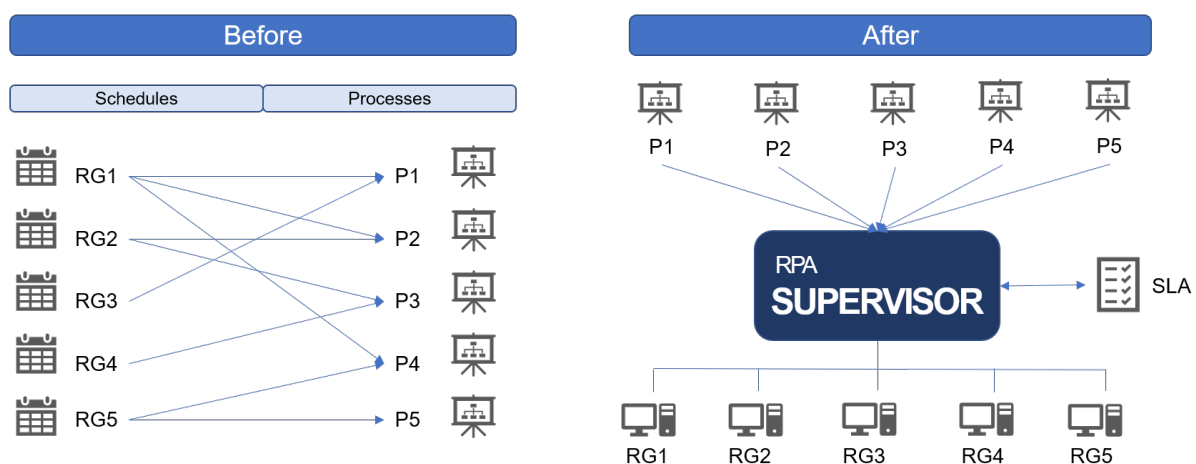 Before
Schedules
Processes
RG1
P1
RG2
P2
RG3
P3
RG4
P4
RG5
P5
After
P1
P2
P3
P4
P5
RPA
SUPERVISOR
SLA
RG1
RG2
RG3
RG4
RG5